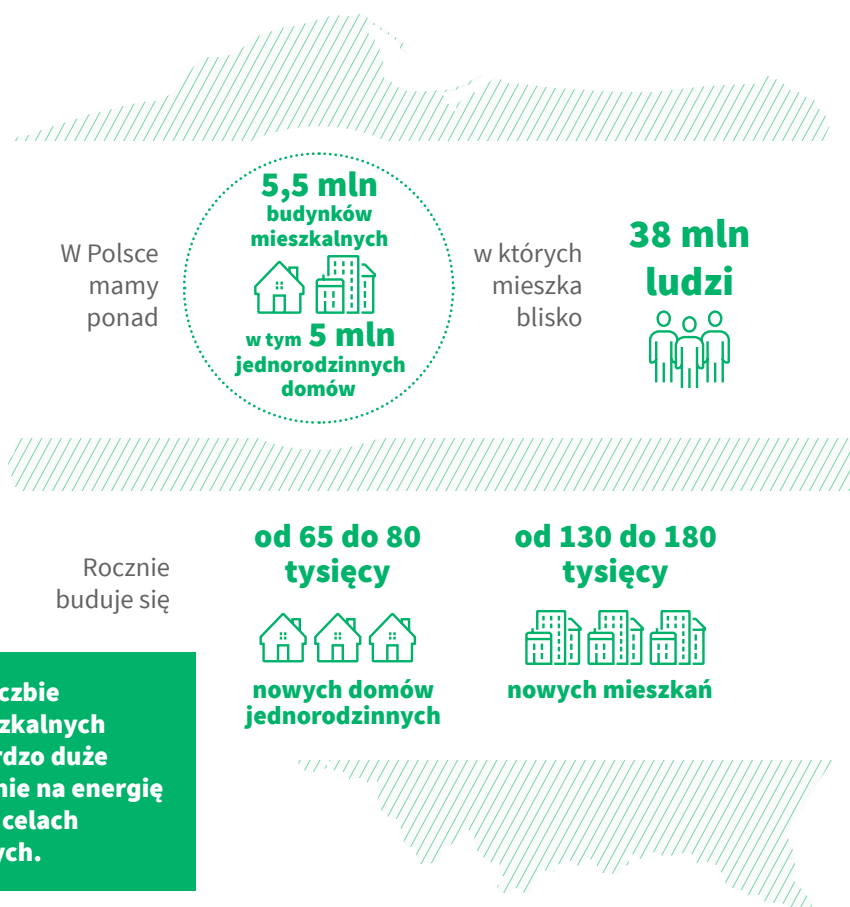 W Polsce
mamy
ponad
5,5 mln
budynków
mieszkalnych
w tym 5 mln
jednorodzinnych
domów
w których
mieszka
blisko
38 mln
ludzi
Rocznie
buduje się
od 65 do 80
tysięcy
nowych domów
jednorodzinnych
od 130 do 180
tysięcy
nowych mieszkań
czbie
zkalnych
rdzo duże
nie na energię
celach
ych.